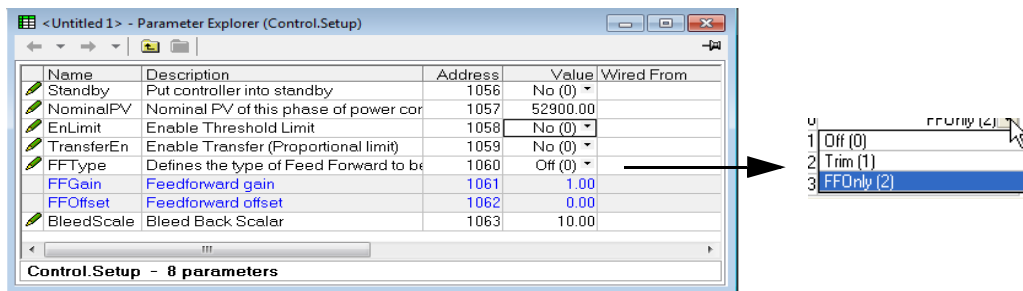 <Untitled 1> - Parameter Explorer (Control.Setup)
Name Description Address Value Wired From
Standby Put controller into standby 1056 No (0)
NominalPV Nominal PV of this phase of power cor 1057 52900.00
EnLimit Enable Threshold Limit 1058 No (0)
TransferEn Enable Transfer (Proportional limit) 1059 No (0)
FFType Defines the type of Feed Forward to be 1060 Off (0)
FFGain Feedforward gain 1061 1.00
FFOffset Feedforward offset 1062 0.00
BleedScale Bleed Back Scalar 1063 10.00
Control.Setup - 8 parameters
0 FFOnly (2)
1 Off (0)
2 Trim (1)
3 FFOnly (2)